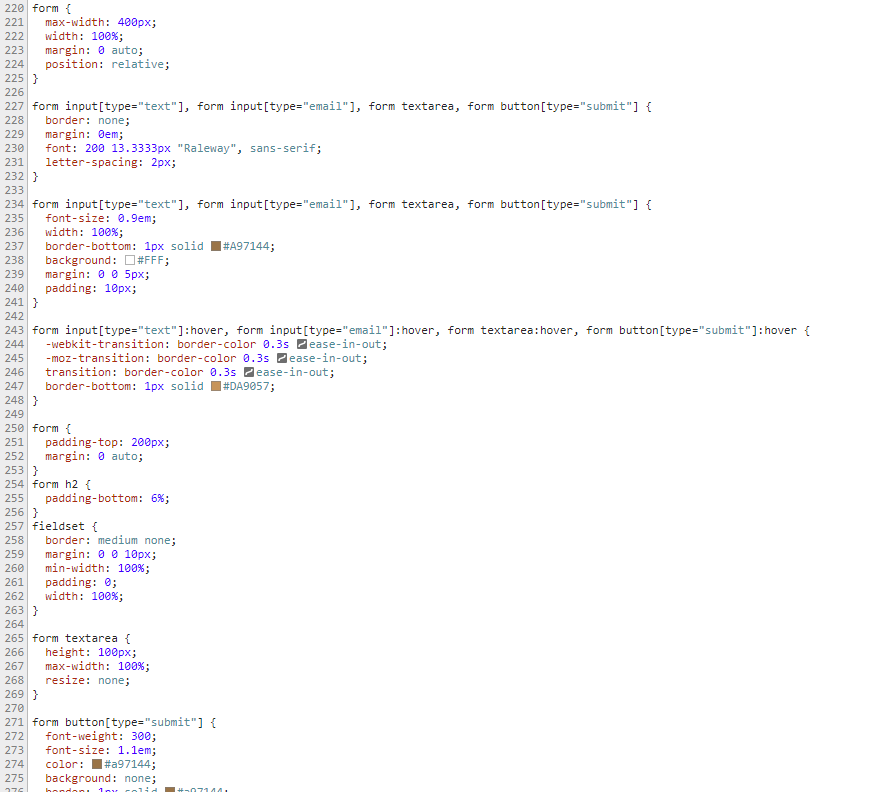 220 form {
221 max-width: 400px;
222 width: 100%;
223 margin: 0 auto;
224 position: relative;
225 }
226
227 form input[type="text"], form input[type="email"], form textarea, form button[type="submit"] {
228 border: none;
229 margin: 0em;
230 font: 200 13.3333px "Raleway", sans-serif;
231 letter-spacing: 2px;
232 }
233
234 form input[type="text"], form input[type="email"], form textarea, form button[type="submit"] {
235 font-size: 0.9em;
236 width: 100%;
237 border-bottom: 1px solid #A97144;
238 background: #FFF;
239 margin: 0 0 5px;
240 padding: 10px;
241 }
242
243 form input[type="text"]:hover, form input[type="email"]:hover, form textarea:hover, form button[type="submit"]:hover {
244 -webkit-transition: border-color 0.3s ease-in-out;
245 -moz-transition: border-color 0.3s ease-in-out;
246 transition: border-color 0.3s ease-in-out;
247 border-bottom: 1px solid #DA9057;
248 }
249
250 form {
251 padding-top: 200px;
252 margin: 0 auto;
253 }
254 form h2 {
255 padding-bottom: 6%;
256 }
257 fieldset {
258 border: medium none;
259 margin: 0 0 10px;
260 min-width: 100%;
261 padding: 0;
262 width: 100%;
263 }
264
265 form textarea {
266 height: 100px;
267 max-width: 100%;
268 resize: none;
269 }
270
271 form button[type="submit"] {
272 font-weight: 300;
273 font-size: 1.1em;
274 color: #a97144;
275 background: none;
276 border: 1px solid #a97144;